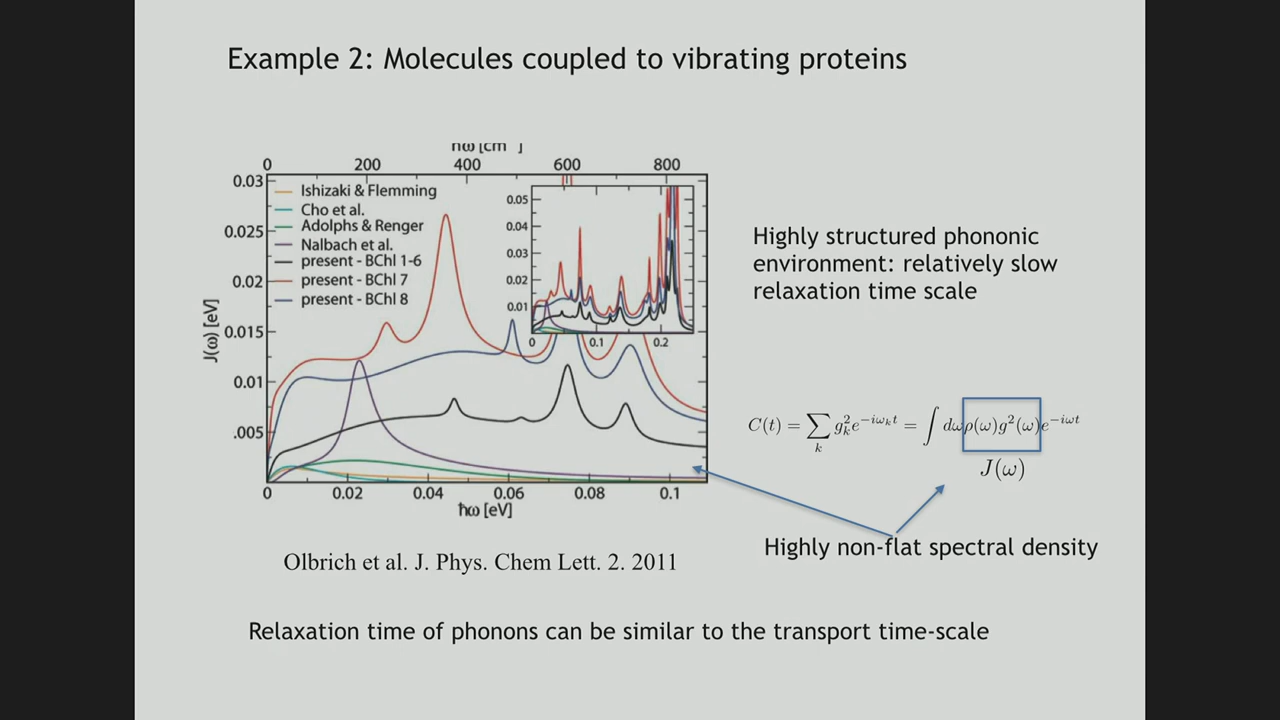 Example 2: Molecules coupled to vibrating proteins
ħω [cm ]
0 200 400 600 800
0.03
0.025
0.02
0.015
0.01
.005
J(ω) [eV]
Ishizaki & Flemming
Cho et al.
Adolphs & Renger
Nalbach et al.
present - BChl 1-6
present - BChl 7
present - BChl 8
0.05
0.04
0.03
0.02
0.01
0 0.1 0.2
0 0.02 0.04 0.06 0.08 0.1
ħω [eV]
Highly structured phononic
environment: relatively slow
relaxation time scale
C(t) = ∑_k g_k^2 e^{-iω_k t} = ∫ dωρ(ω)g^2(ω)e^{-iωt}
J(ω)
Highly non-flat spectral density
Olbrich et al. J. Phys. Chem Lett. 2. 2011
Relaxation time of phonons can be similar to the transport time-scale